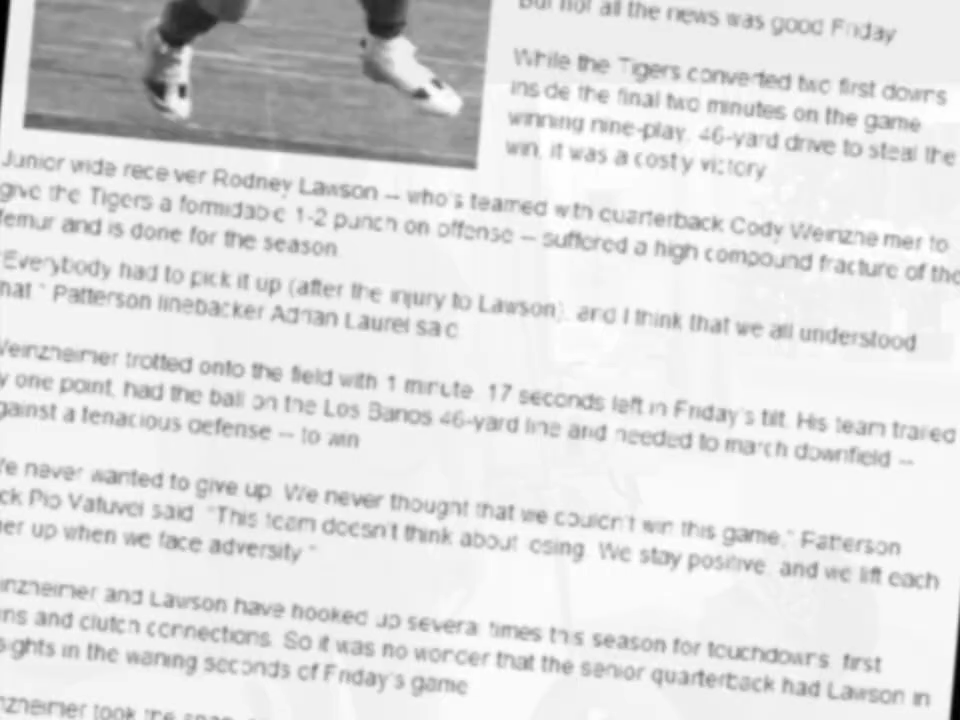 But not all the news was good Friday
While the Tigers converted two first downs
inside the final two minutes on the game
winning nine-play, 46-yard drive to steal the
win, it was a costly victory
Junior wide receiver Rodney Lawson -- who's teamed with quarterback Cody Weinzheimer to
give the Tigers a formidable 1-2 punch on offense -- suffered a high compound fracture of the
femur and is done for the season.
"Everybody had to pick it up (after the injury to Lawson), and I think that we all understood
that," Patterson linebacker Adrian Laurel said
Weinzheimer trotted onto the field with 1 minute, 17 seconds left in Friday's tilt. His team trailed
by one point, had the ball on the Los Banos 46-yard line and needed to march downfield --
against a tenacious defense -- to win
We never wanted to give up. We never thought that we couldn't win this game," Patterson
Pio Vatuvei said. "This team doesn't think about losing. We stay positive, and we lift each
other up when we face adversity."
Weinzheimer and Lawson have hooked up several times this season for touchdowns, first
downs and clutch connections. So it was no wonder that the senior quarterback had Lawson in
sights in the waning seconds of Friday's game
Weinzheimer took the snap